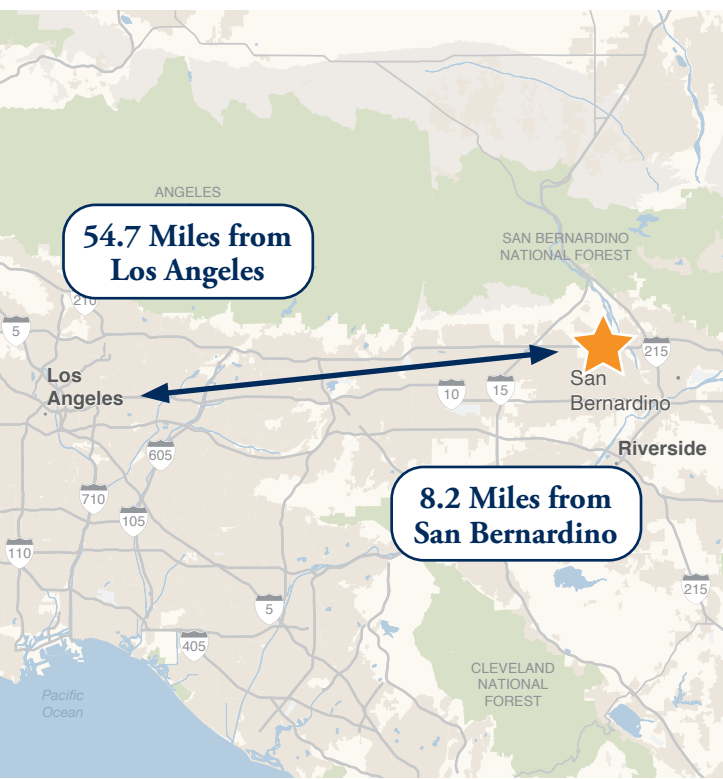 ANGELES
54.7 Miles from
Los Angeles
SAN BERNARDINO
NATIONAL FOREST
210
5
215
Los
Angeles
San
Bernardino
10
15
Riverside
605
8.2 Miles from
San Bernardino
710
105
110
215
5
405
CLEVELAND
NATIONAL
FOREST
Pacific
Ocean